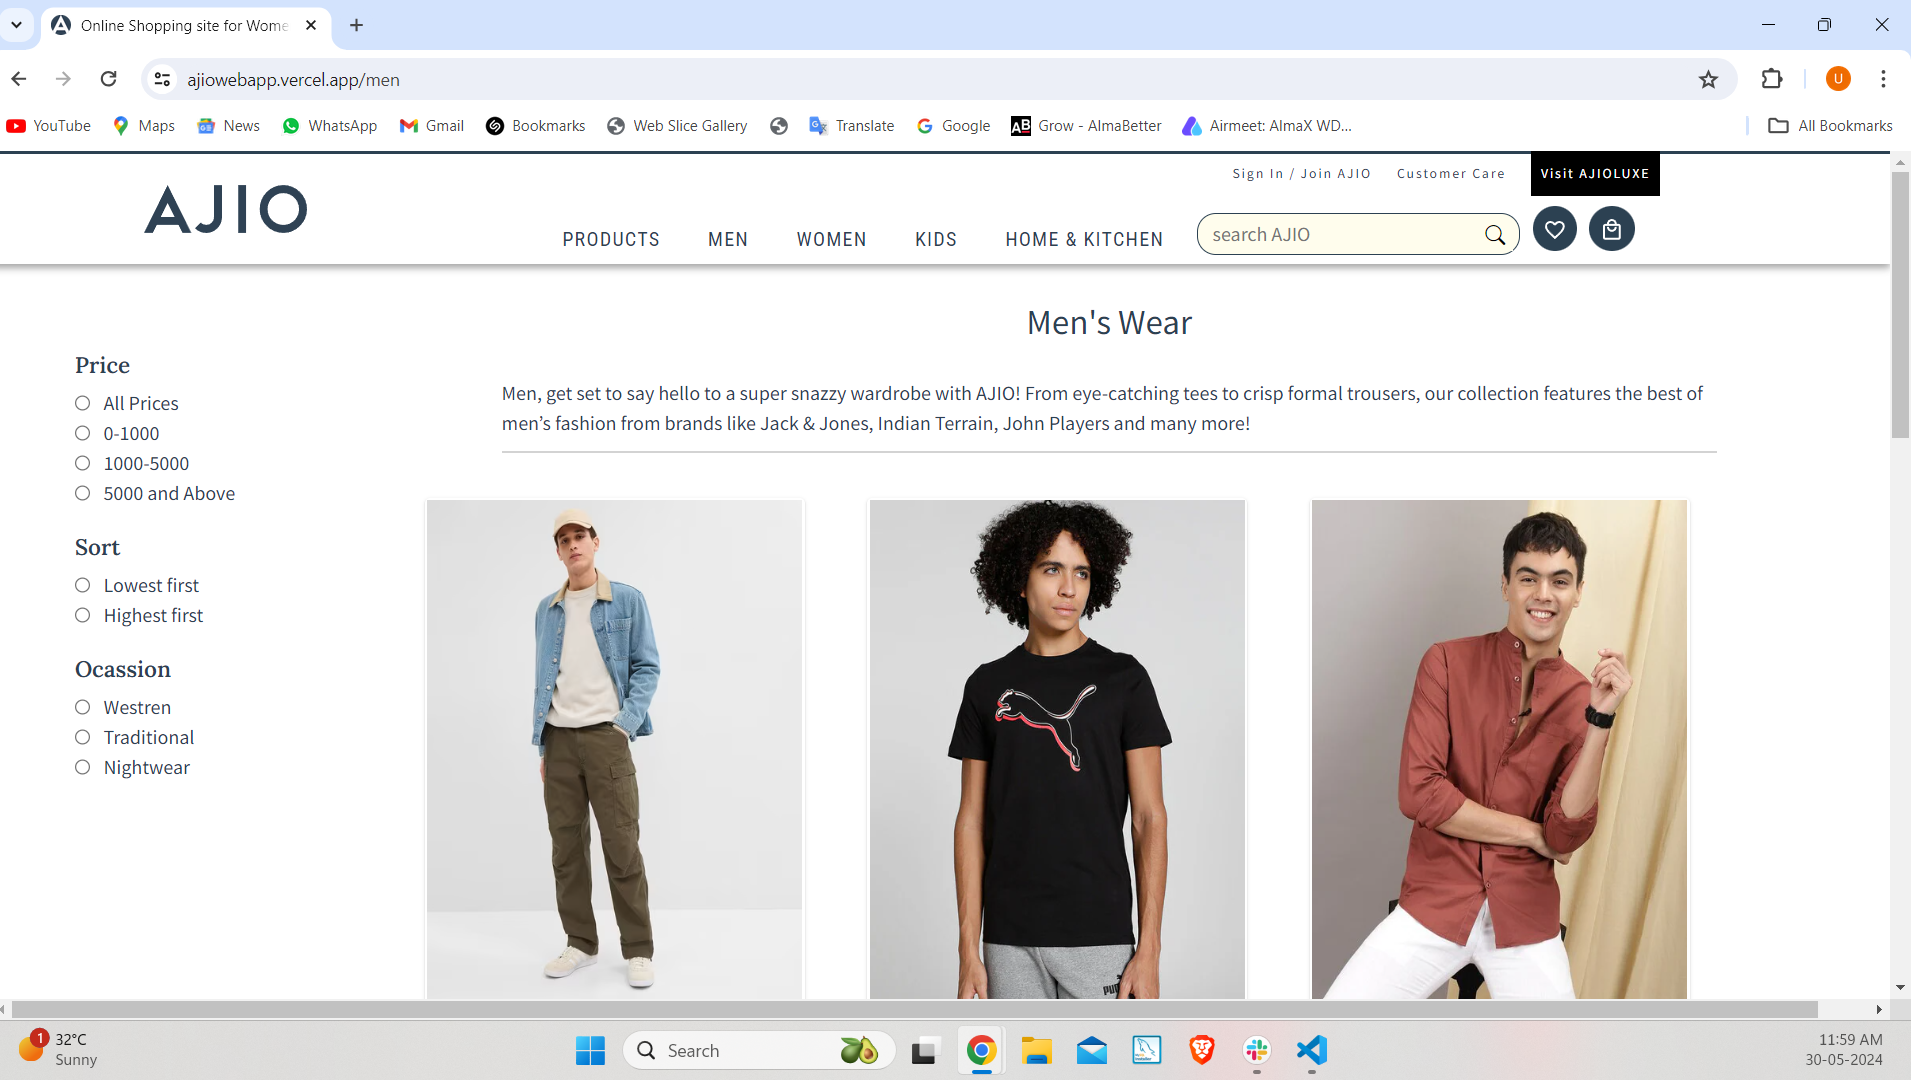 Online Shopping site for Wome
ajiowebapp.vercel.app/men
U
YouTube Maps News WhatsApp Gmail Bookmarks Web Slice Gallery Translate Google AB Grow - AlmaBetter Airmeet: AlmaX WD... All Bookmarks
Sign In / Join AJIO Customer Care Visit AJIOLUXE
AJIO
PRODUCTS MEN WOMEN KIDS HOME & KITCHEN search AJIO
Men's Wear
Men, get set to say hello to a super snazzy wardrobe with AJIO! From eye-catching tees to crisp formal trousers, our collection features the best of
men’s fashion from brands like Jack & Jones, Indian Terrain, John Players and many more!
Price
All Prices
0-1000
1000-5000
5000 and Above
Sort
Lowest first
Highest first
Ocassion
Westren
Traditional
Nightwear
1
32°C
Sunny
Search
11:59 AM
30-05-2024